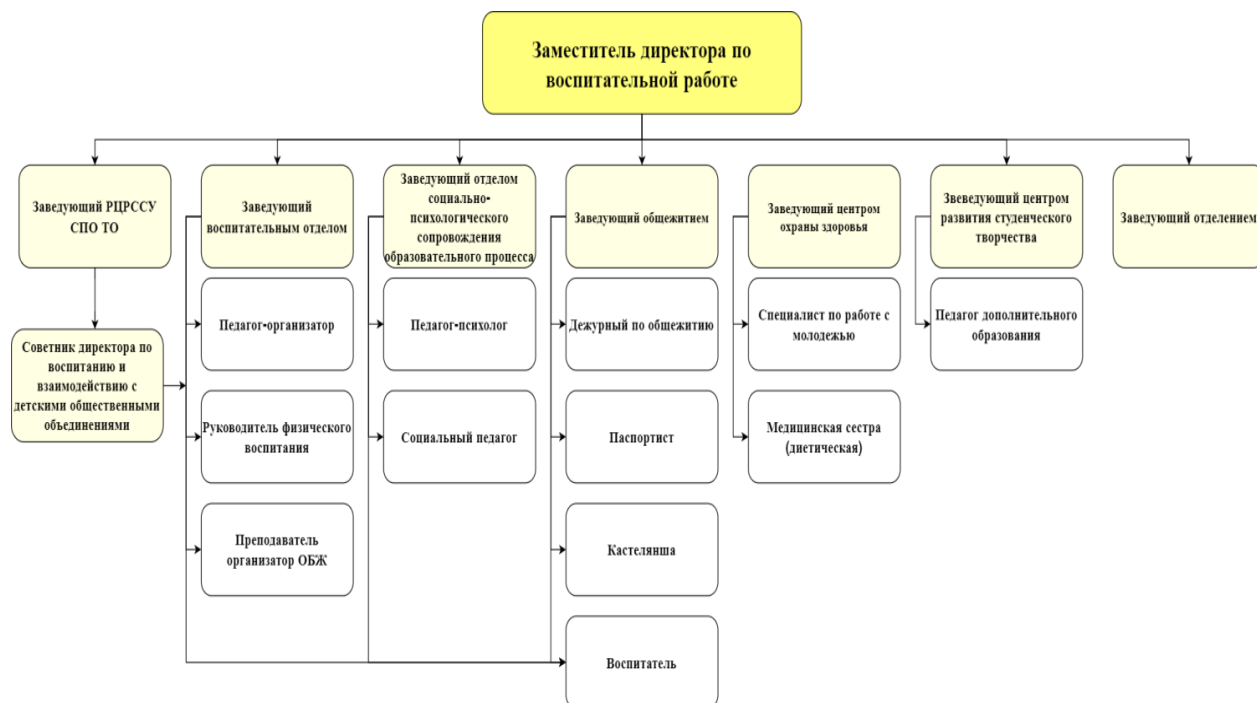 Заместитель директора по
воспитательной работе
Заведующий РЦРССУ
СПО ТО
Заведующий
воспитательным отделом
Заведующий отделом
социально-
психологического
сопровождения
образовательного процесса
Заведующий общежитием
Заведующий центром
охраны здоровья
Зveведующий центром
развития студенческого
творчества
Заведующий отделением
Советник директора по
воспитанию и
взаимодействию с
детскими общественными
объединениями
Педагог-организатор
Педагог-психолог
Дежурный по общежитию
Специалист по работе с
молодежью
Педагог дополнительного
образования
Руководитель физического
воспитания
Социальный педагог
Паспортист
Медицинская сестра
(диетическая)
Преподаватель
организатор ОБЖ
Кастелянша
Воспитатель